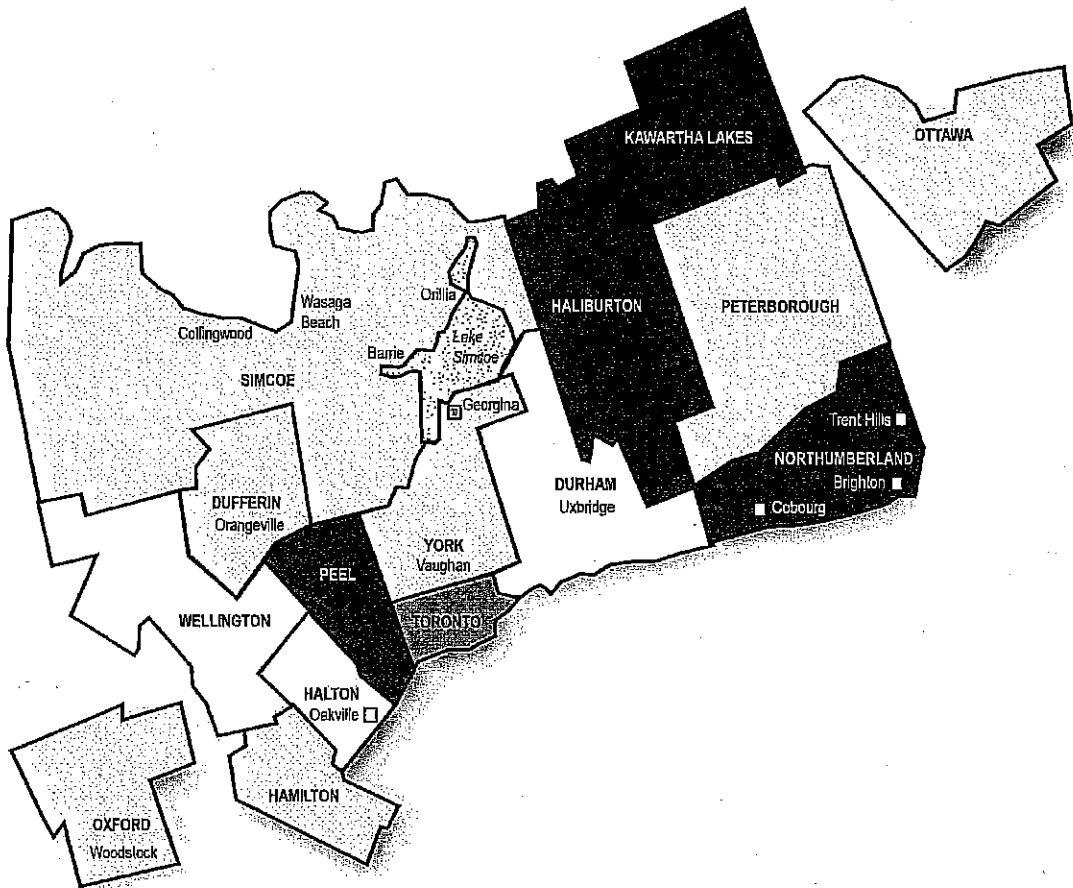 KAWARTHA LAKES
OTTAWA
Orillia
Wasaga
Beach
HALIBURTON
PETERBOROUGH
Collingwood
Lake
Simcoe
Barrie
SIMCOE
Georgina
Trent Hills
NORTHUMBERLAND
Brighton
DURHAM
Uxbridge
Cobourg
DUFFERIN
Orangeville
YORK
Vaughan
PEEL
WELLINGTON
TORONTO
HALTON
Oakville
HAMILTON
OXFORD
Woodstock